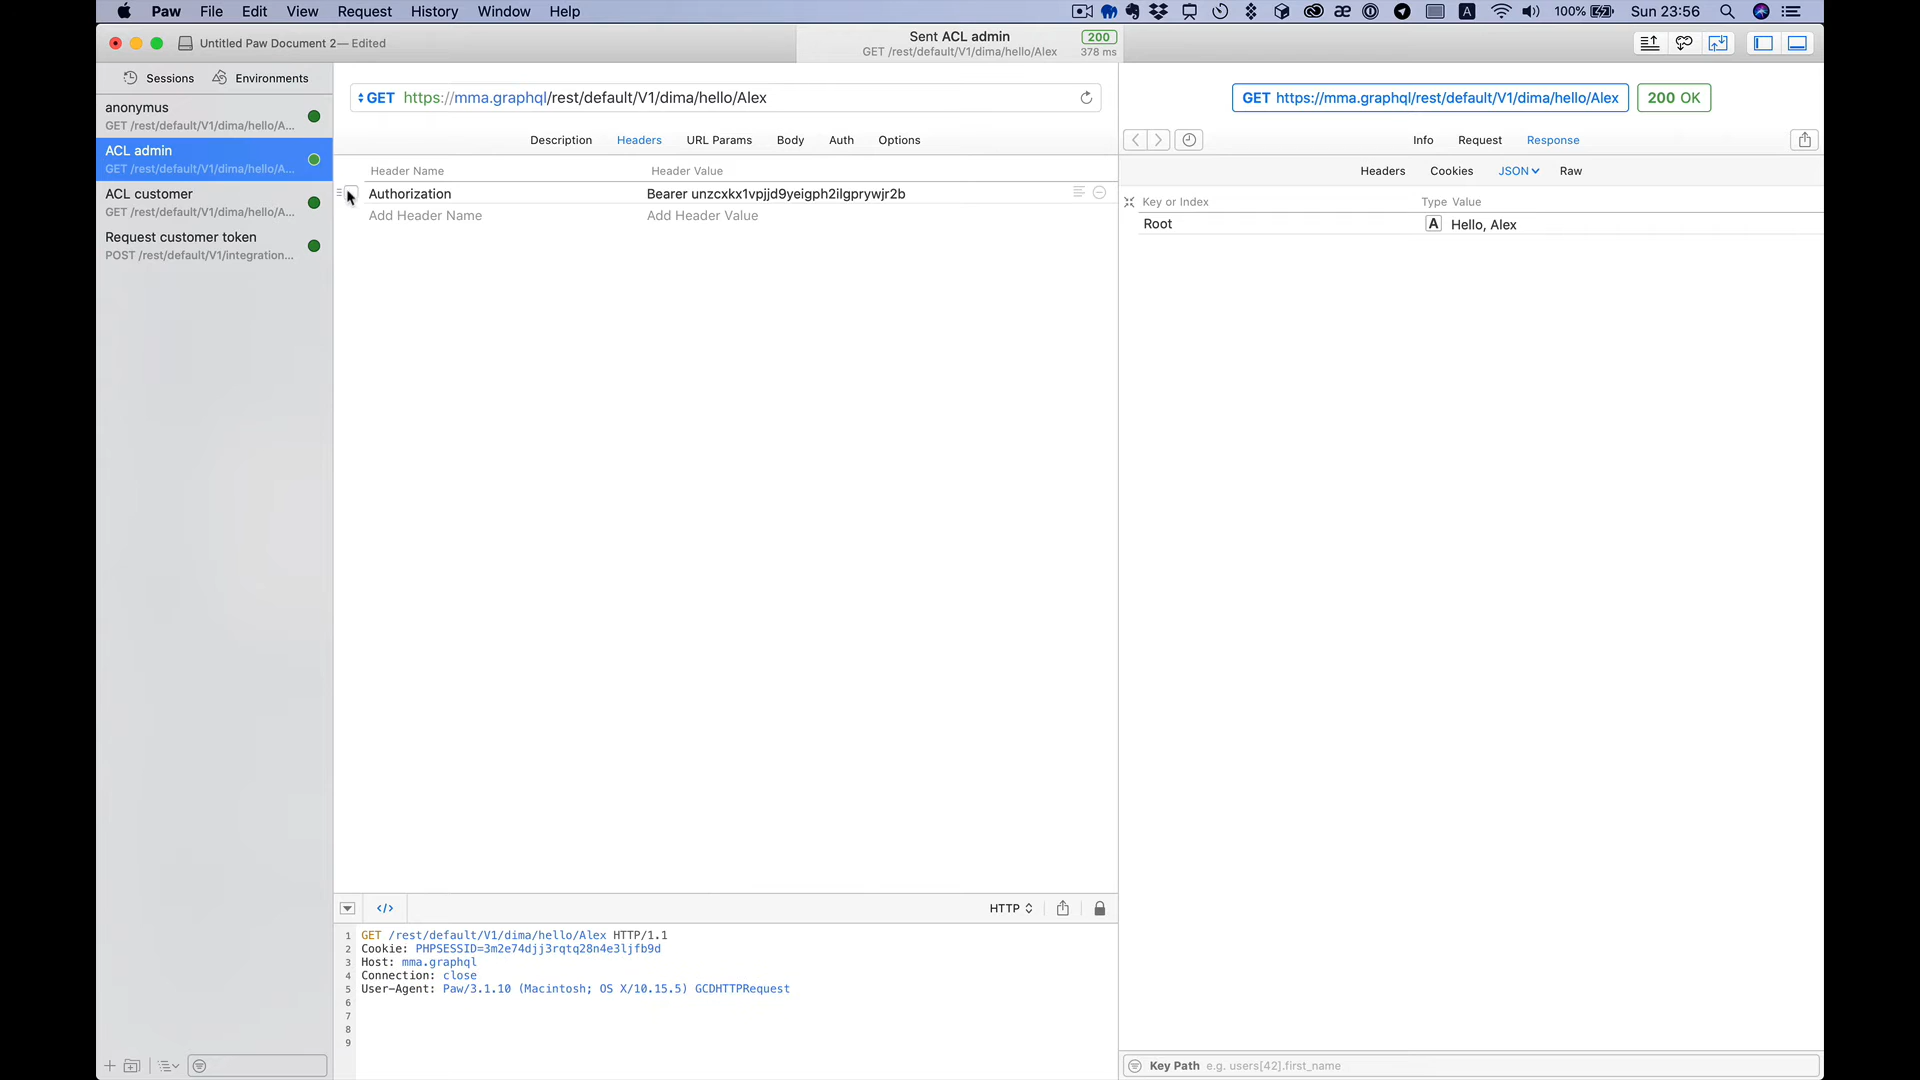 Paw File Edit View Request History Window Help
100% Sun 23:56
Untitled Paw Document 2 — Edited
Sent ACL admin 200
GET /rest/default/V1/dima/hello/Alex 378 ms
Sessions Environments
anonymus
GET /rest/default/V1/dima/hello/A...
ACL admin
GET /rest/default/V1/dima/hello/A...
ACL customer
GET /rest/default/V1/dima/hello/A...
Request customer token
POST /rest/default/V1/integration...
GET https://mma.graphql/rest/default/V1/dima/hello/Alex
Description Headers URL Params Body Auth Options
Header Name Header Value
Authorization Bearer unzcxkx1vpjjd9yeigph2ilgprywjr2b
Add Header Name Add Header Value
GET https://mma.graphql/rest/default/V1/dima/hello/Alex 200 OK
Info Request Response
Headers Cookies JSON Raw
Key or Index Type Value
Root A Hello, Alex
</> HTTP
1 GET /rest/default/V1/dima/hello/Alex HTTP/1.1
2 Cookie: PHPSESSID=3m2e74djj3rqtq28n4e3ljfb9d
3 Host: mma.graphql
4 Connection: close
5 User-Agent: Paw/3.1.10 (Macintosh; OS X/10.15.5) GCDHTTPRequest
6
7
8
9
Key Path e.g. users[42].first_name